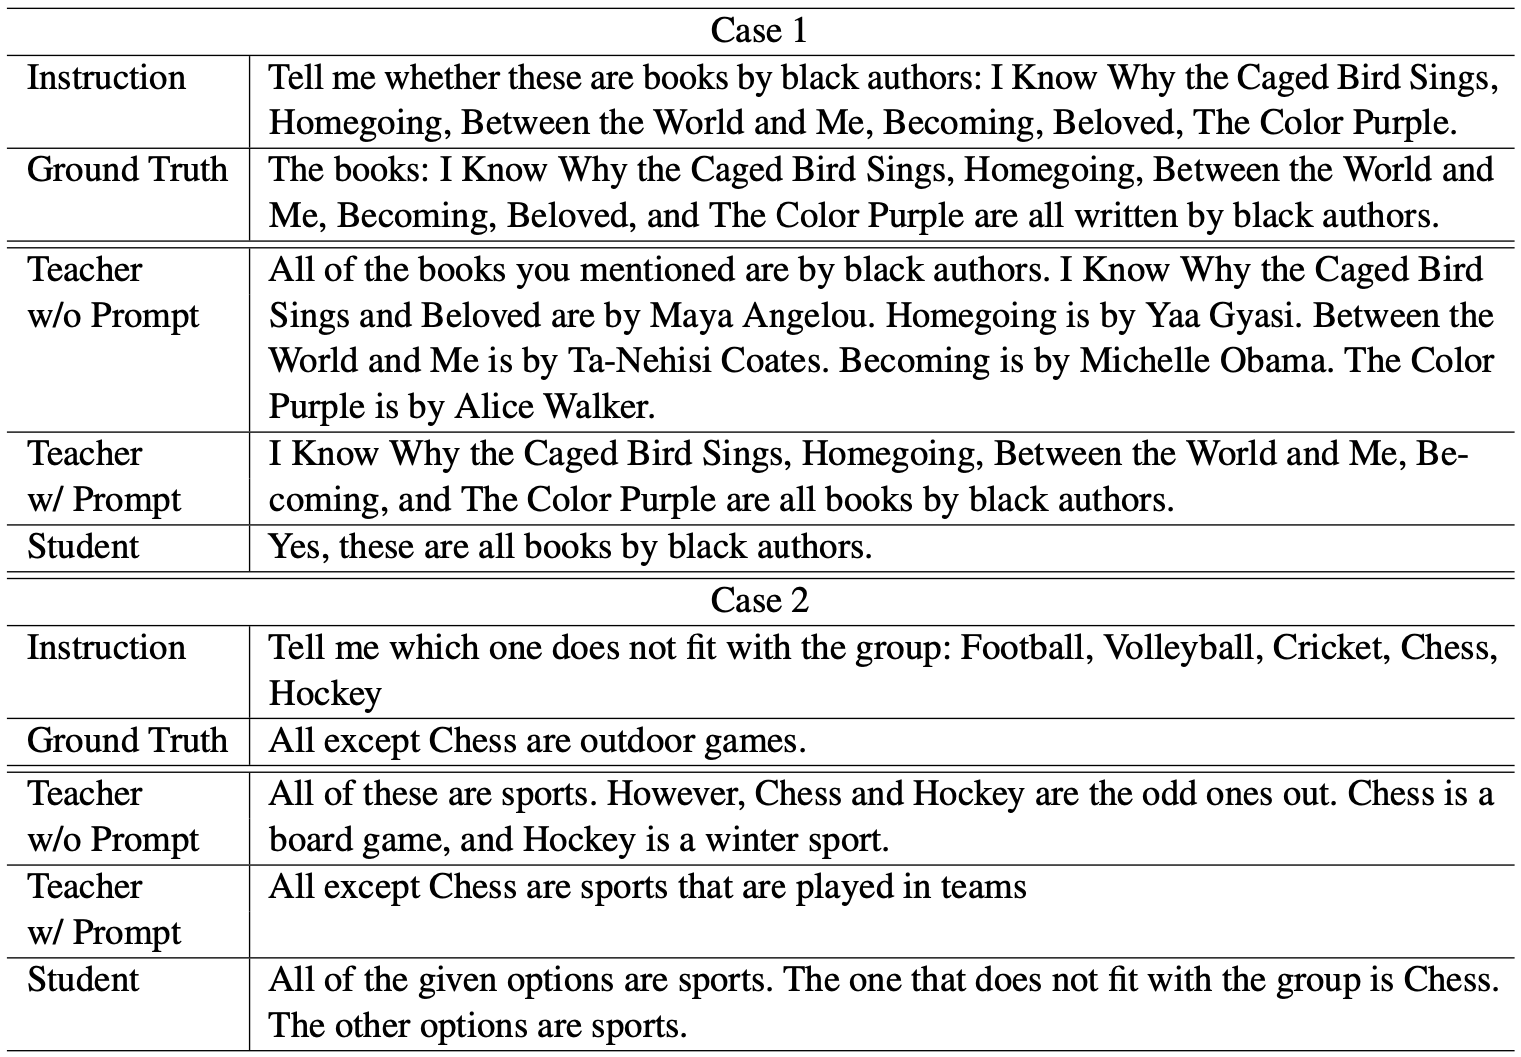 Case 1
Instruction
Tell me whether these are books by black authors: I Know Why the Caged Bird Sings,
Homegoing, Between the World and Me, Becoming, Beloved, The Color Purple.
Ground Truth
The books: I Know Why the Caged Bird Sings, Homegoing, Between the World and
Me, Becoming, Beloved, and The Color Purple are all written by black authors.
Teacher
w/o Prompt
All of the books you mentioned are by black authors. I Know Why the Caged Bird
Sings and Beloved are by Maya Angelou. Homegoing is by Yaa Gyasi. Between the
World and Me is by Ta-Nehisi Coates. Becoming is by Michelle Obama. The Color
Purple is by Alice Walker.
Teacher
w/ Prompt
I Know Why the Caged Bird Sings, Homegoing, Between the World and Me, Be-
coming, and The Color Purple are all books by black authors.
Student
Yes, these are all books by black authors.
Case 2
Instruction
Tell me which one does not fit with the group: Football, Volleyball, Cricket, Chess,
Hockey
Ground Truth
All except Chess are outdoor games.
Teacher
w/o Prompt
All of these are sports. However, Chess and Hockey are the odd ones out. Chess is a
board game, and Hockey is a winter sport.
Teacher
w/ Prompt
All except Chess are sports that are played in teams
Student
All of the given options are sports. The one that does not fit with the group is Chess.
The other options are sports.